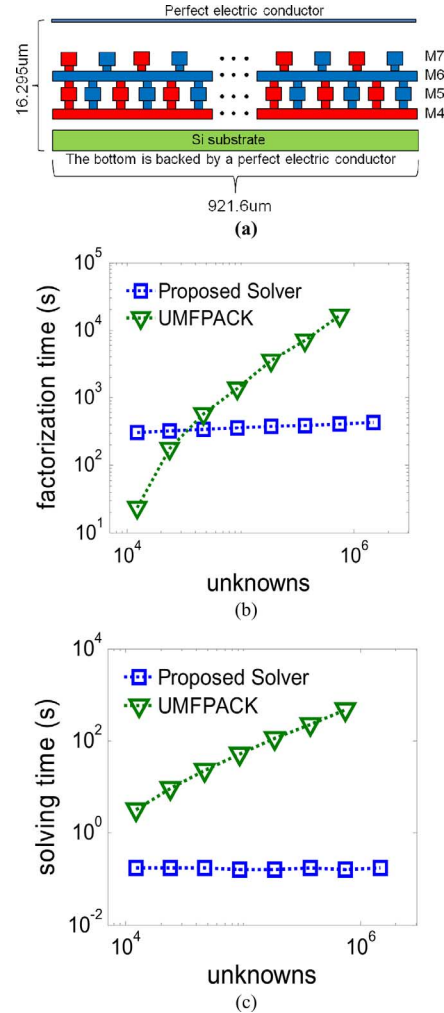 Perfect electric conductor
16.295um
M7
M6
M5
M4
Si substrate
The bottom is backed by a perfect electric conductor
921.6um
(a)
10^5
10^4
10^3
10^2
10^1
factorization time (s)
Proposed Solver
UMFPACK
10^4
10^6
unknowns
(b)
10^4
10^2
10^0
10^-2
solving time (s)
Proposed Solver
UMFPACK
10^4
10^6
unknowns
(c)